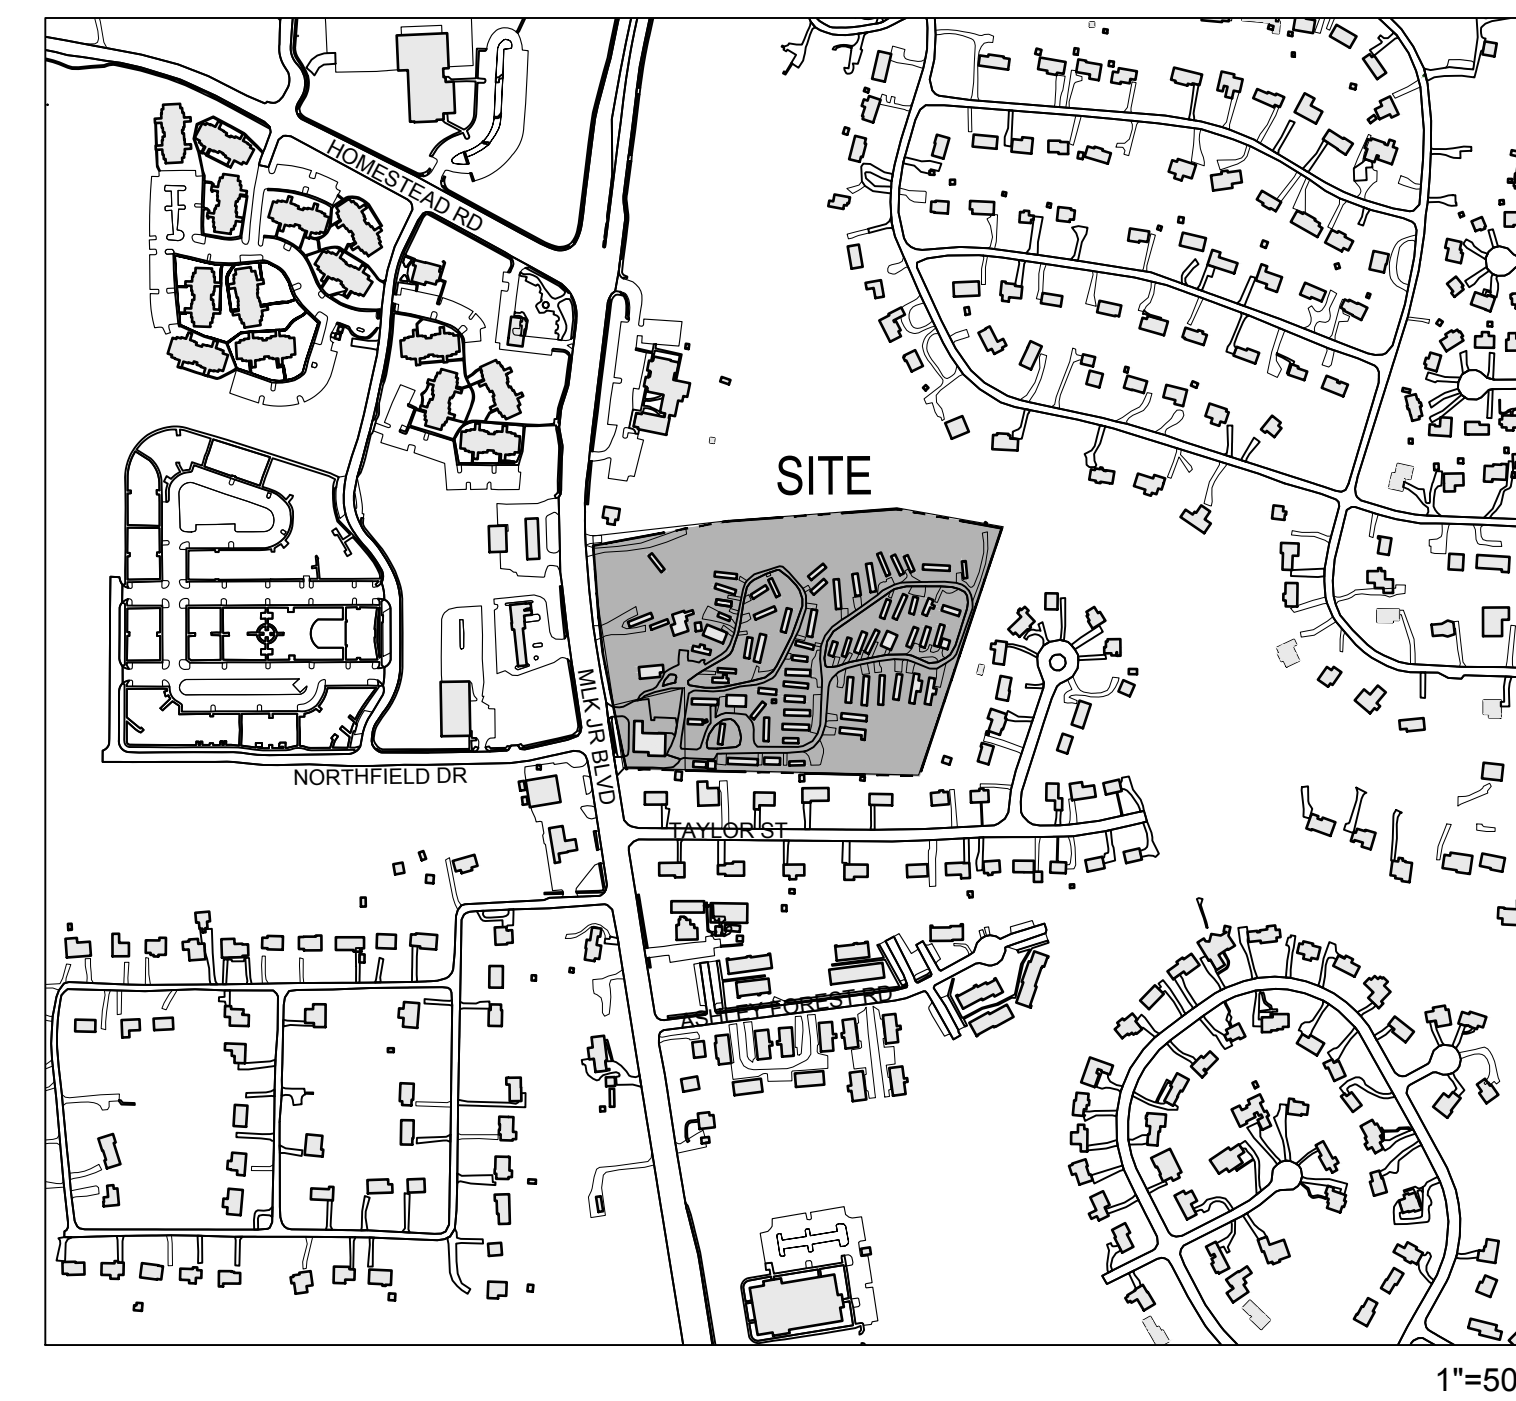 HOMESTEAD RD
SITE
MLK JR BLVD
NORTHFIELD DR
TAYLOR ST
ASHLEY FOREST RD
1"=50